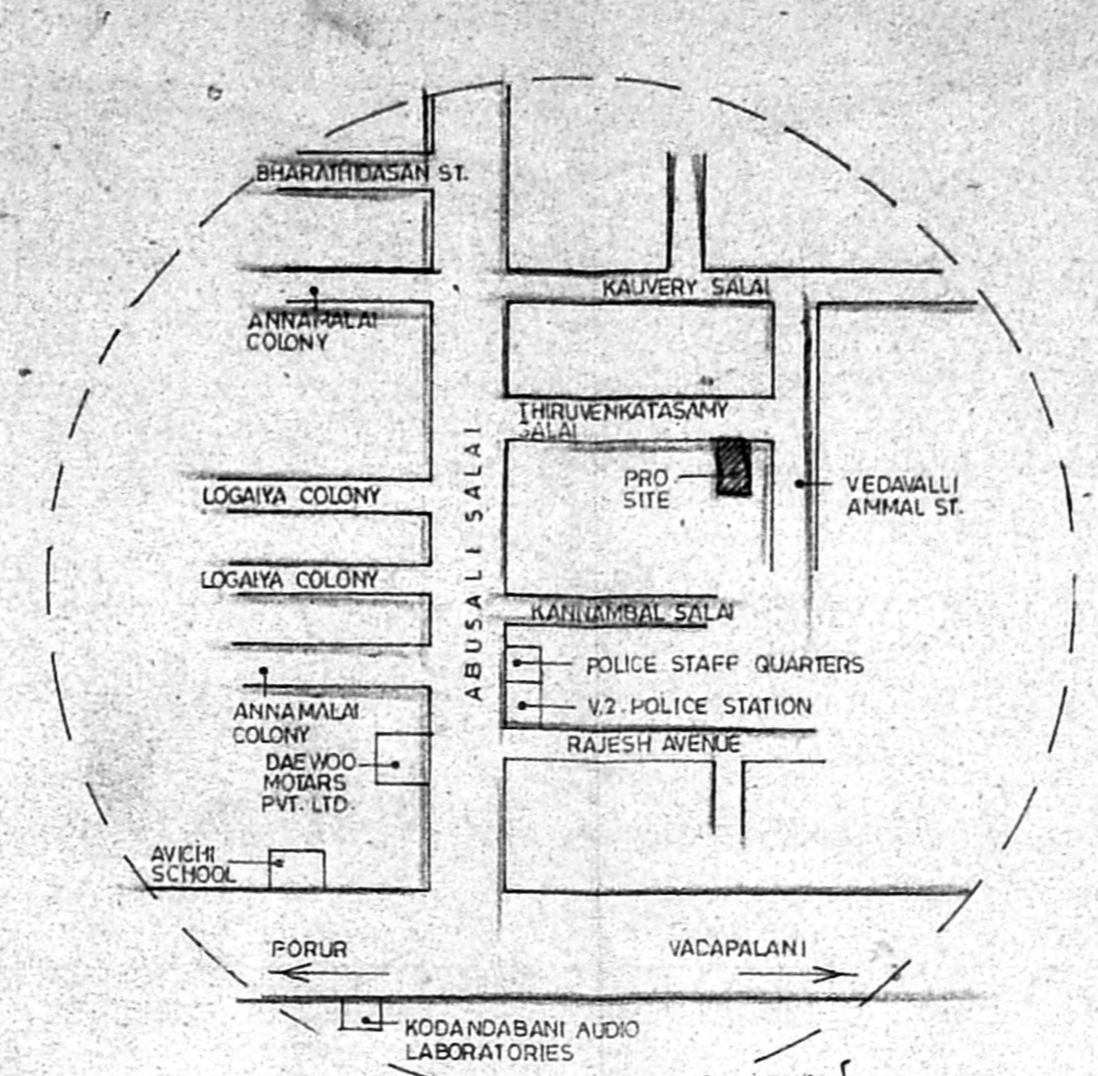 BHARATHIDASAN ST.
KAUVERY SALAI
ANNAMALAI
COLONY
THIRUVENKATASAMY
SALAI
PRO
SITE
VEDAVALLI
AMMAL ST.
LOGAIYA COLONY
LOGAIYA COLONY
ABUSALI SALAI
KANNAMBAL SALAI
POLICE STAFF QUARTERS
V.2. POLICE STATION
ANNAMALAI
COLONY
RAJESH AVENUE
DAEWOO
MOTARS
PVT. LTD.
AVICHI
SCHOOL
PORUR
VADAPALANI
KODANDABANI AUDIO
LABORATORIES